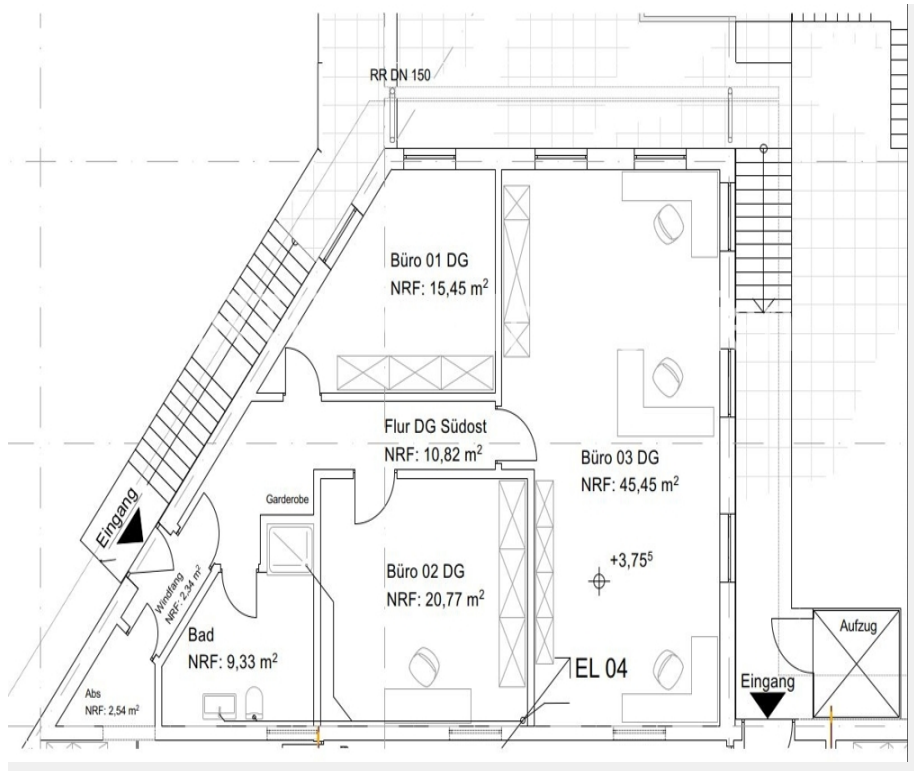 RR DN 150
Büro 01 DG
NRF: 15,45 m²
Flur DG Südost
NRF: 10,82 m²
Büro 03 DG
NRF: 45,45 m²
Garderobe
Eingang
Windfang
NRF: 2,34 m²
Büro 02 DG
NRF: 20,77 m²
+3,75⁵
Bad
NRF: 9,33 m²
Aufzug
EL 04
Eingang
Abs
NRF: 2,54 m²